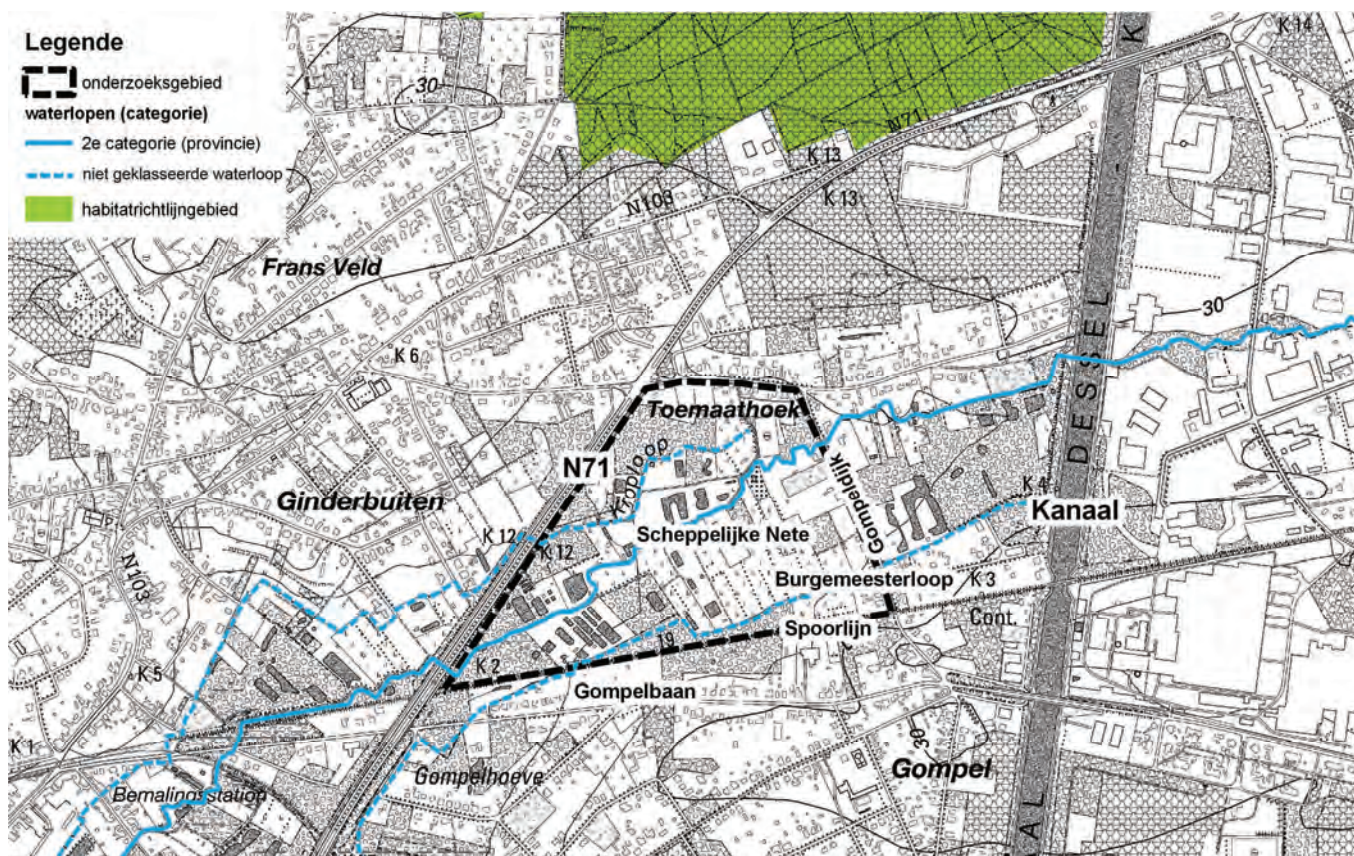 Legende
onderzoeksgebied
waterlopen (categorie)
2e categorie (provincie)
niet geklasseerde waterloop
habitatrichtlijngebied
30
K 14
K
N71
K 13
K 13
N103
Frans Veld
30
DESSEL
K 6
Toemaathoek
N71
Kroploop
Gompeldijk
Ginderbuiten
K 4
Kanaal
K 12
K 12
Scheppelijke Nete
N103
Burgemeesterloop
K 3
Cont.
Spoorlijn
19
K 2
K 5
Gompelbaan
K 1
30
Gompelhoeve
Gompel
Bemalingsstation
AL